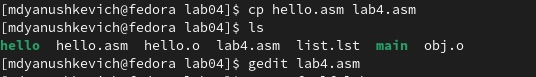 [mdyanushkevich@fedora lab04]$ cp hello.asm lab4.asm
[mdyanushkevich@fedora lab04]$ ls
hello  hello.asm  hello.o  lab4.asm  list.lst  main  obj.o
[mdyanushkevich@fedora lab04]$ gedit lab4.asm